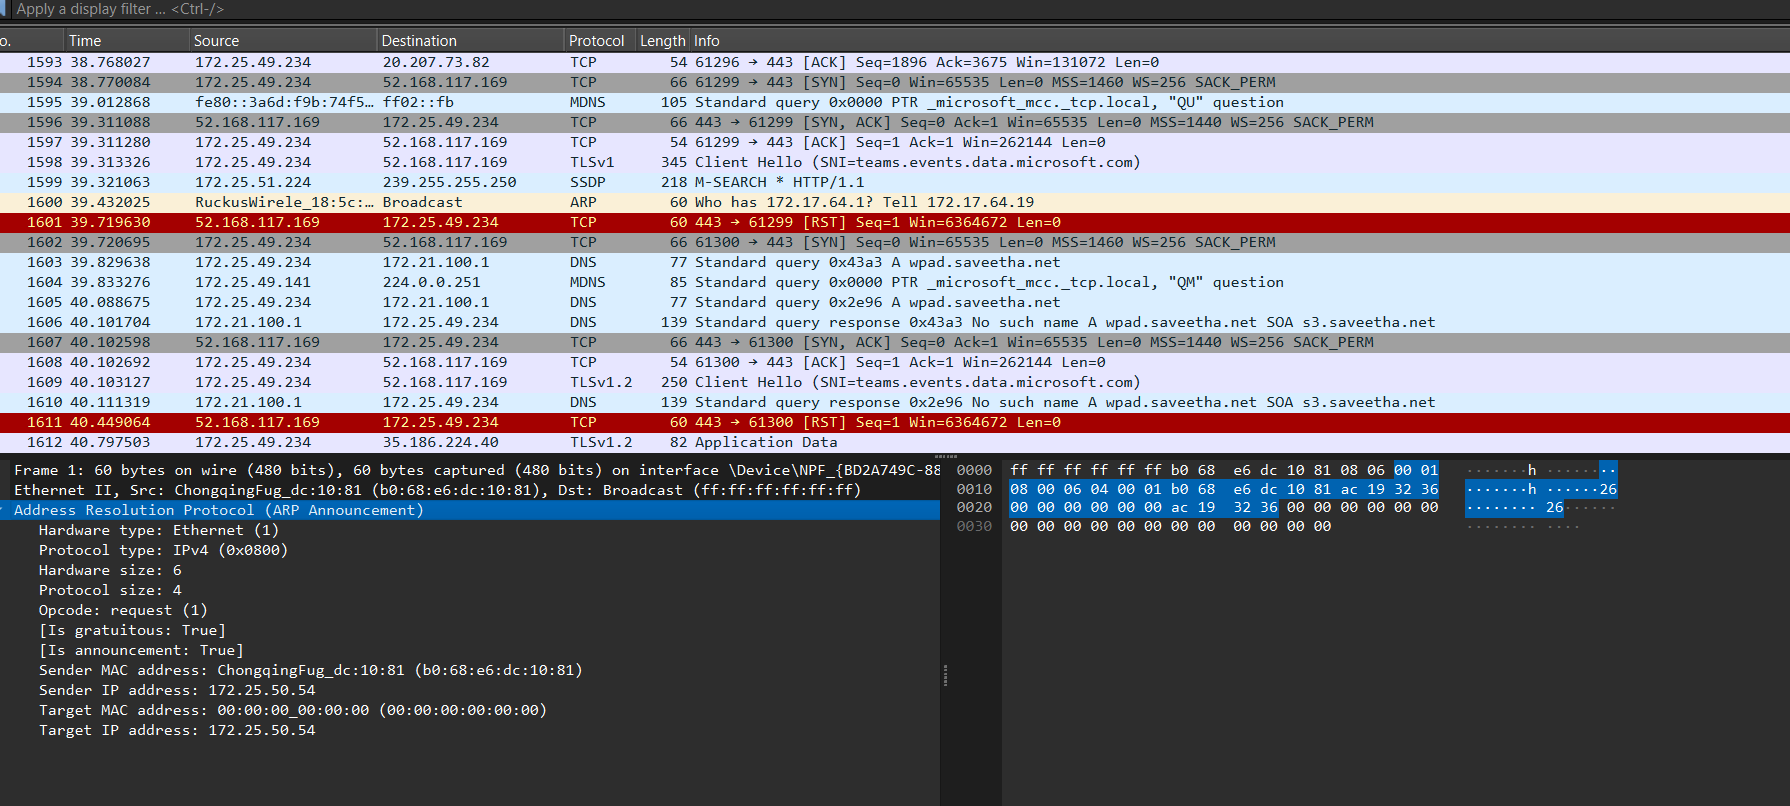 Apply a display filter ... <Ctrl-/>
o. Time Source Destination Protocol Length Info
1593 38.768027 172.25.49.234 20.207.73.82 TCP 54 61296 → 443 [ACK] Seq=1896 Ack=3675 Win=131072 Len=0
1594 38.770084 172.25.49.234 52.168.117.169 TCP 66 61299 → 443 [SYN] Seq=0 Win=65535 Len=0 MSS=1460 WS=256 SACK_PERM
1595 39.012868 fe80::3a6d:f9b:74f5… ff02::fb MDNS 105 Standard query 0x0000 PTR _microsoft_mcc._tcp.local, "QU" question
1596 39.311088 52.168.117.169 172.25.49.234 TCP 66 443 → 61299 [SYN, ACK] Seq=0 Ack=1 Win=65535 Len=0 MSS=1440 WS=256 SACK_PERM
1597 39.311280 172.25.49.234 52.168.117.169 TCP 54 61299 → 443 [ACK] Seq=1 Ack=1 Win=262144 Len=0
1598 39.313326 172.25.49.234 52.168.117.169 TLSv1 345 Client Hello (SNI=teams.events.data.microsoft.com)
1599 39.321063 172.25.51.224 239.255.255.250 SSDP 218 M-SEARCH * HTTP/1.1
1600 39.432025 RuckusWirele_18:5c:… Broadcast ARP 60 Who has 172.17.64.1? Tell 172.17.64.19
1601 39.719630 52.168.117.169 172.25.49.234 TCP 60 443 → 61299 [RST] Seq=1 Win=6364672 Len=0
1602 39.720695 172.25.49.234 52.168.117.169 TCP 66 61300 → 443 [SYN] Seq=0 Win=65535 Len=0 MSS=1460 WS=256 SACK_PERM
1603 39.829638 172.25.49.234 172.21.100.1 DNS 77 Standard query 0x43a3 A wpad.saveetha.net
1604 39.833276 172.25.49.141 224.0.0.251 MDNS 85 Standard query 0x0000 PTR _microsoft_mcc._tcp.local, "QM" question
1605 40.088675 172.25.49.234 172.21.100.1 DNS 77 Standard query 0x2e96 A wpad.saveetha.net
1606 40.101704 172.21.100.1 172.25.49.234 DNS 139 Standard query response 0x43a3 No such name A wpad.saveetha.net SOA s3.saveetha.net
1607 40.102598 52.168.117.169 172.25.49.234 TCP 66 443 → 61300 [SYN, ACK] Seq=0 Ack=1 Win=65535 Len=0 MSS=1440 WS=256 SACK_PERM
1608 40.102692 172.25.49.234 52.168.117.169 TCP 54 61300 → 443 [ACK] Seq=1 Ack=1 Win=262144 Len=0
1609 40.103127 172.25.49.234 52.168.117.169 TLSv1.2 250 Client Hello (SNI=teams.events.data.microsoft.com)
1610 40.111319 172.21.100.1 172.25.49.234 DNS 139 Standard query response 0x2e96 No such name A wpad.saveetha.net SOA s3.saveetha.net
1611 40.449064 52.168.117.169 172.25.49.234 TCP 60 443 → 61300 [RST] Seq=1 Win=6364672 Len=0
1612 40.797503 172.25.49.234 35.186.224.40 TLSv1.2 82 Application Data
Frame 1: 60 bytes on wire (480 bits), 60 bytes captured (480 bits) on interface \Device\NPF_{BD2A749C-88
Ethernet II, Src: ChongqingFug_dc:10:81 (b0:68:e6:dc:10:81), Dst: Broadcast (ff:ff:ff:ff:ff:ff)
Address Resolution Protocol (ARP Announcement)
Hardware type: Ethernet (1)
Protocol type: IPv4 (0x0800)
Hardware size: 6
Protocol size: 4
Opcode: request (1)
[Is gratuitous: True]
[Is announcement: True]
Sender MAC address: ChongqingFug_dc:10:81 (b0:68:e6:dc:10:81)
Sender IP address: 172.25.50.54
Target MAC address: 00:00:00_00:00:00 (00:00:00:00:00:00)
Target IP address: 172.25.50.54
0000 ff ff ff ff ff ff b0 68 e6 dc 10 81 08 06 00 01 ·······h ········
0010 08 00 06 04 00 01 b0 68 e6 dc 10 81 ac 19 32 36 ·······h ······26
0020 00 00 00 00 00 00 ac 19 32 36 00 00 00 00 00 00 ········ 26······
0030 00 00 00 00 00 00 00 00 00 00 00 00 ········ ····